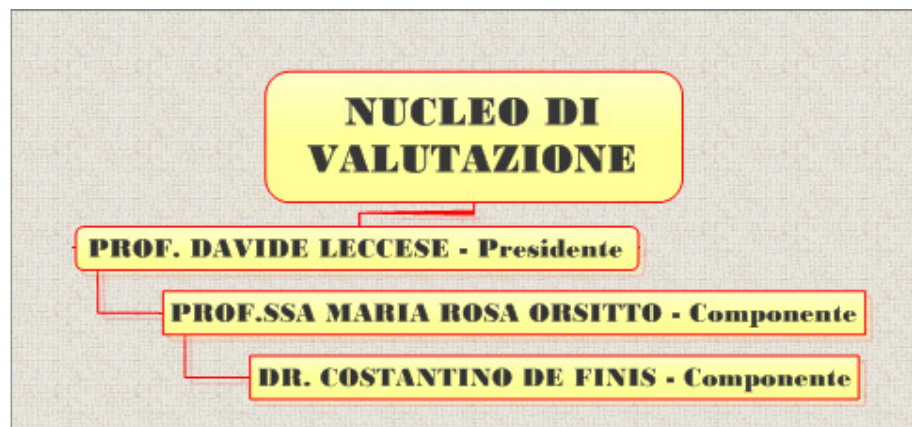 NUCLEO DI
VALUTAZIONE
PROF. DAVIDE LECCESE - Presidente
PROF.SSA MARIA ROSA ORSITTO - Componente
DR. COSTANTINO DE FINIS - Componente